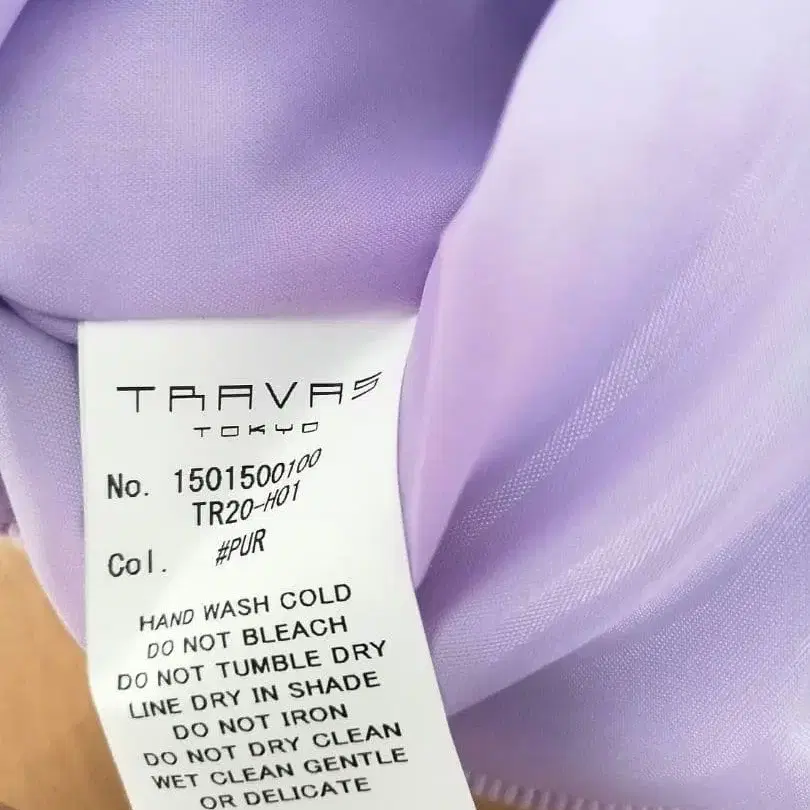 TRAVAS
TOKYO
No. 1501500100
TR20-H01
Col. #PUR
HAND WASH COLD
DO NOT BLEACH
DO NOT TUMBLE DRY
LINE DRY IN SHADE
DO NOT IRON
DO NOT DRY CLEAN
WET CLEAN GENTLE
OR DELICATE